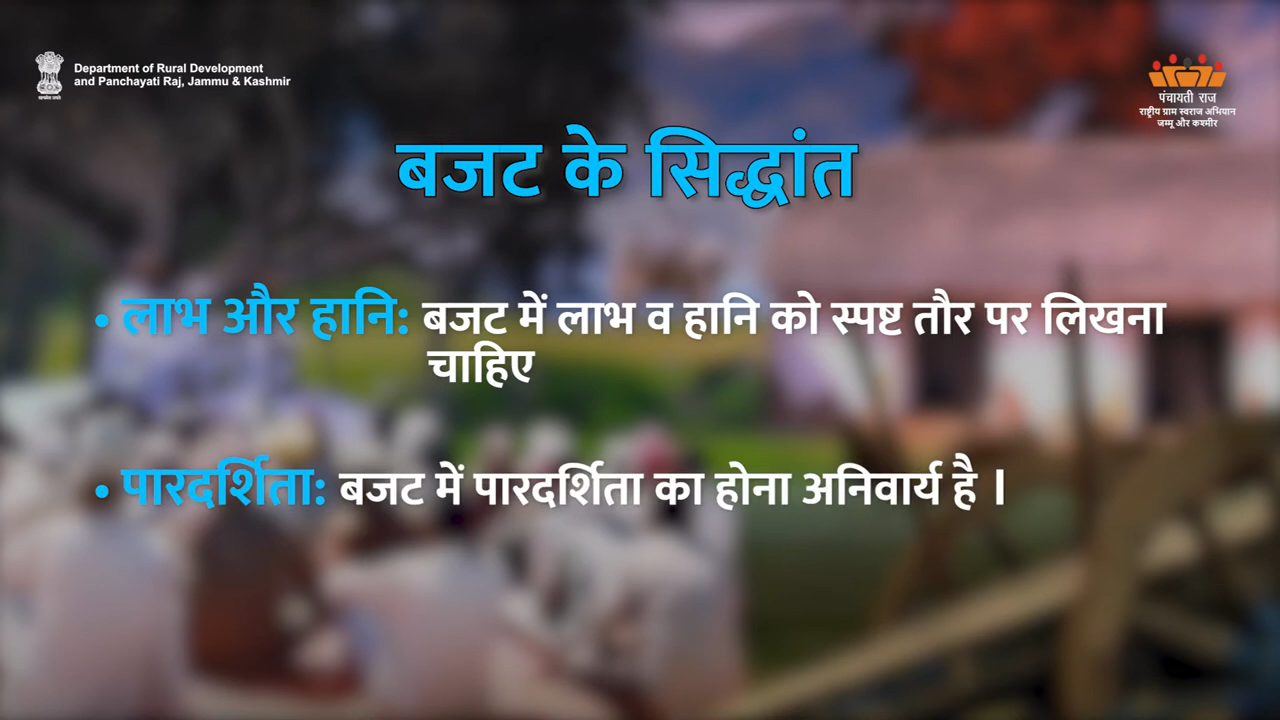 Department of Rural Development
and Panchayati Raj, Jammu & Kashmir
पंचायती राज
राष्ट्रीय ग्राम स्वराज अभियान
जम्मू और कश्मीर
बजट के सिद्धांत
• लाभ और हानि: बजट में लाभ व हानि को स्पष्ट तौर पर लिखना
चाहिए
• पारदर्शिता: बजट में पारदर्शिता का होना अनिवार्य है ।